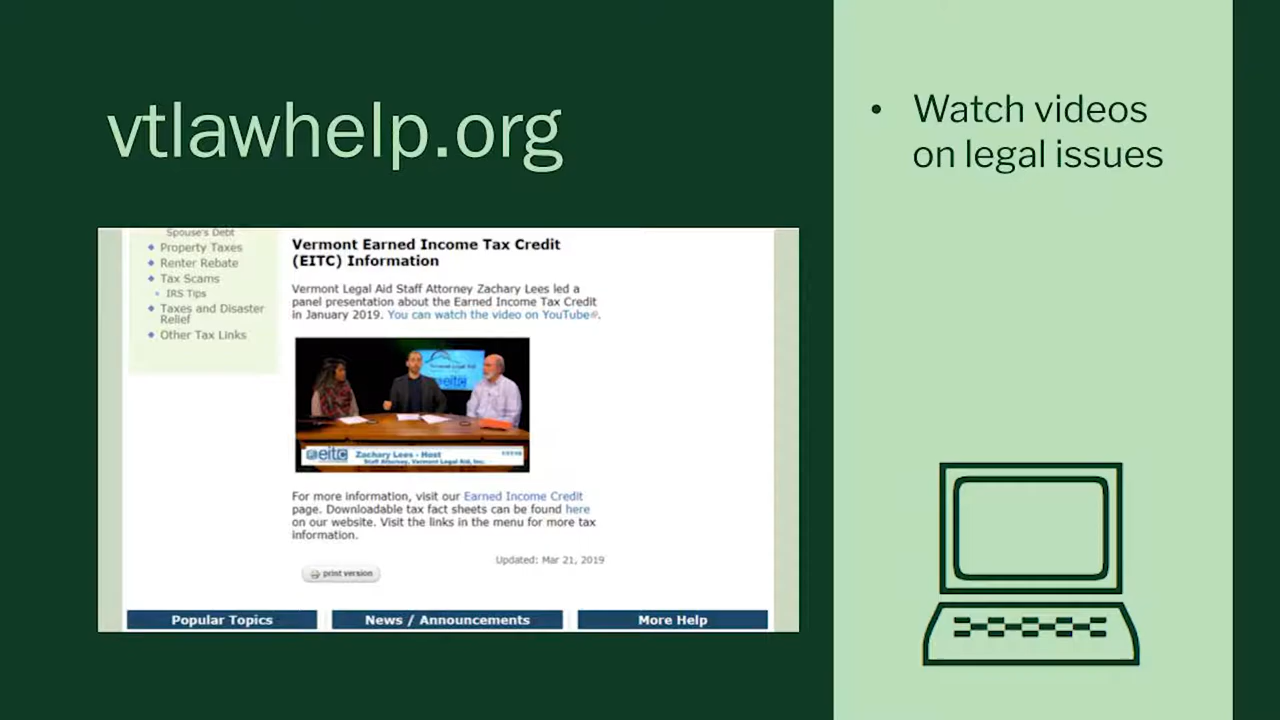 vtlawhelp.org
Spouse's Debt
Property Taxes
Renter Rebate
Tax Scams
IRS Tips
Taxes and Disaster
Relief
Other Tax Links
Vermont Earned Income Tax Credit
(EITC) Information
Vermont Legal Aid Staff Attorney Zachary Lees led a
panel presentation about the Earned Income Tax Credit
in January 2019. You can watch the video on YouTube.
eitc
eitc
Zachary Lees - Host
Staff Attorney, Vermont Legal Aid, Inc.
For more information, visit our Earned Income Credit
page. Downloadable tax fact sheets can be found here
on our website. Visit the links in the menu for more tax
information.
Updated: Mar 21, 2019
print version
Popular Topics
News / Announcements
More Help
• Watch videos
on legal issues